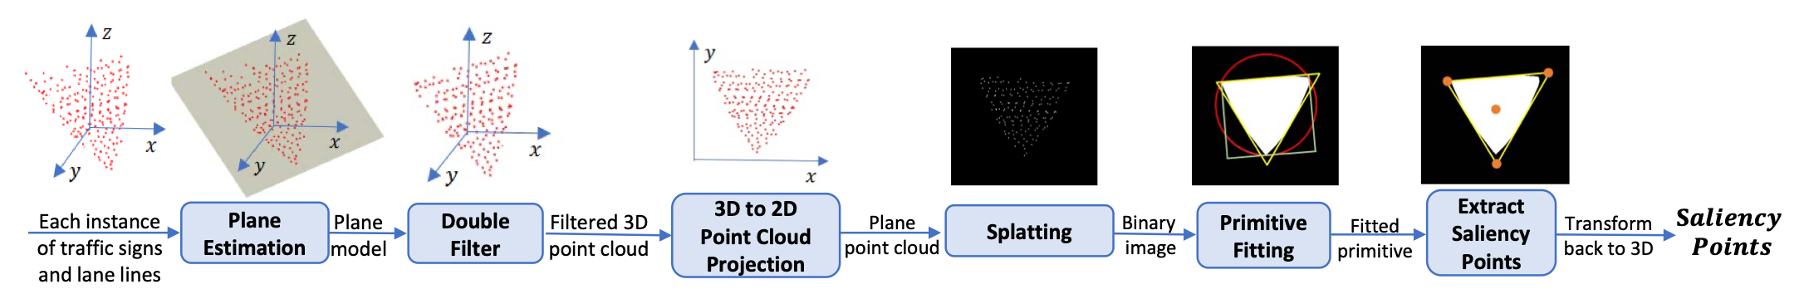 z
x
y
z
x
y
z
x
y
y
x
Each instance
of traffic signs
and lane lines
Plane
Estimation
Plane
model
Double
Filter
Filtered 3D
point cloud
3D to 2D
Point Cloud
Projection
Plane
point cloud
Splatting
Binary
image
Primitive
Fitting
Fitted
primitive
Extract
Saliency
Points
Transform
back to 3D
Saliency
Points